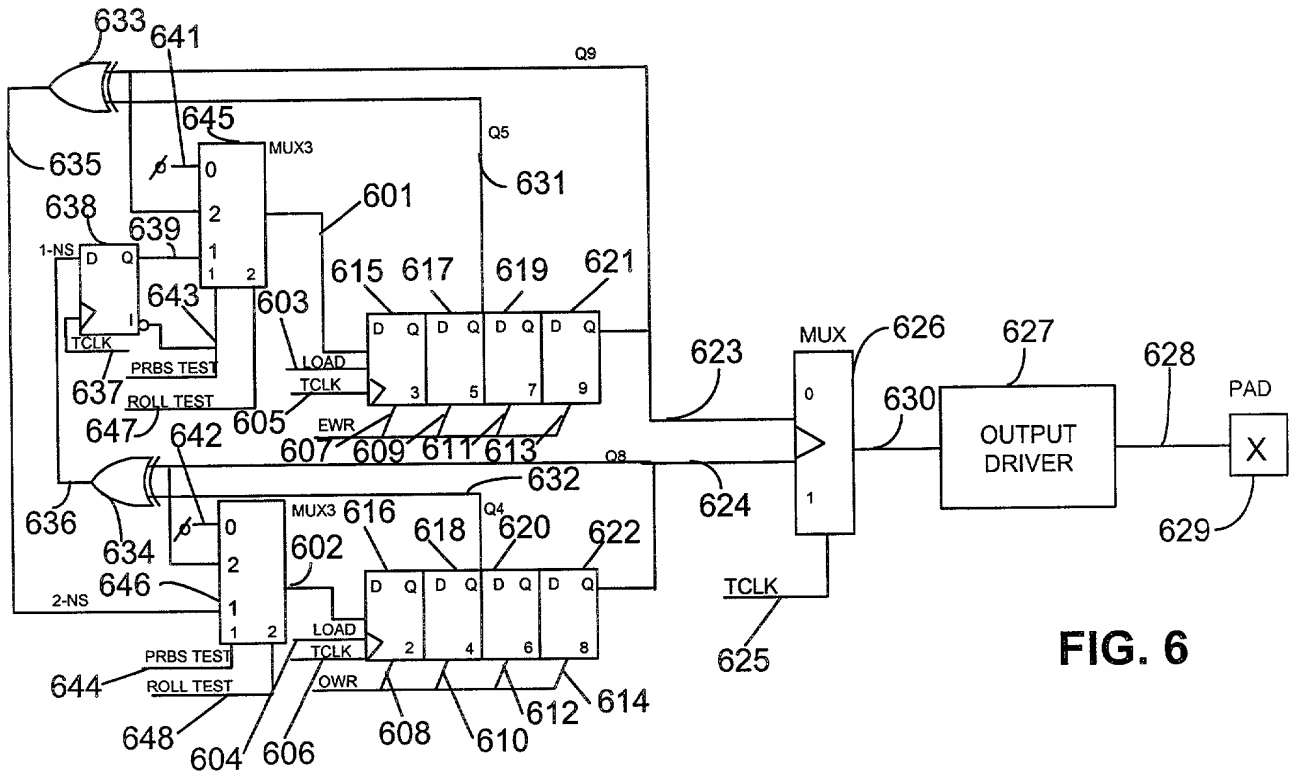 633
641
Q9
645
MUX3
0
Q5
635
2
601
631
638
639
1
1-NS
D Q
1 2
I
643
603
615
617
619
621
D Q D Q D Q D Q
TCLK
LOAD
PRBS TEST
TCLK
3 5 7 9
637
ROLL TEST
605
EWR
647
607
609
611
613
642
Q8
623
MUX
626
627
628
PAD
0
630
OUTPUT
DRIVER
X
1
629
624
632
MUX3
616
Q4
0
636
634
602
618
620
622
2
D Q D Q D Q D Q
646
2-NS
1
1 2
LOAD
TCLK
2 4 6 8
TCLK
625
PRBS TEST
644
ROLL TEST
OWR
648
604
606
608
610
612
614
FIG. 6